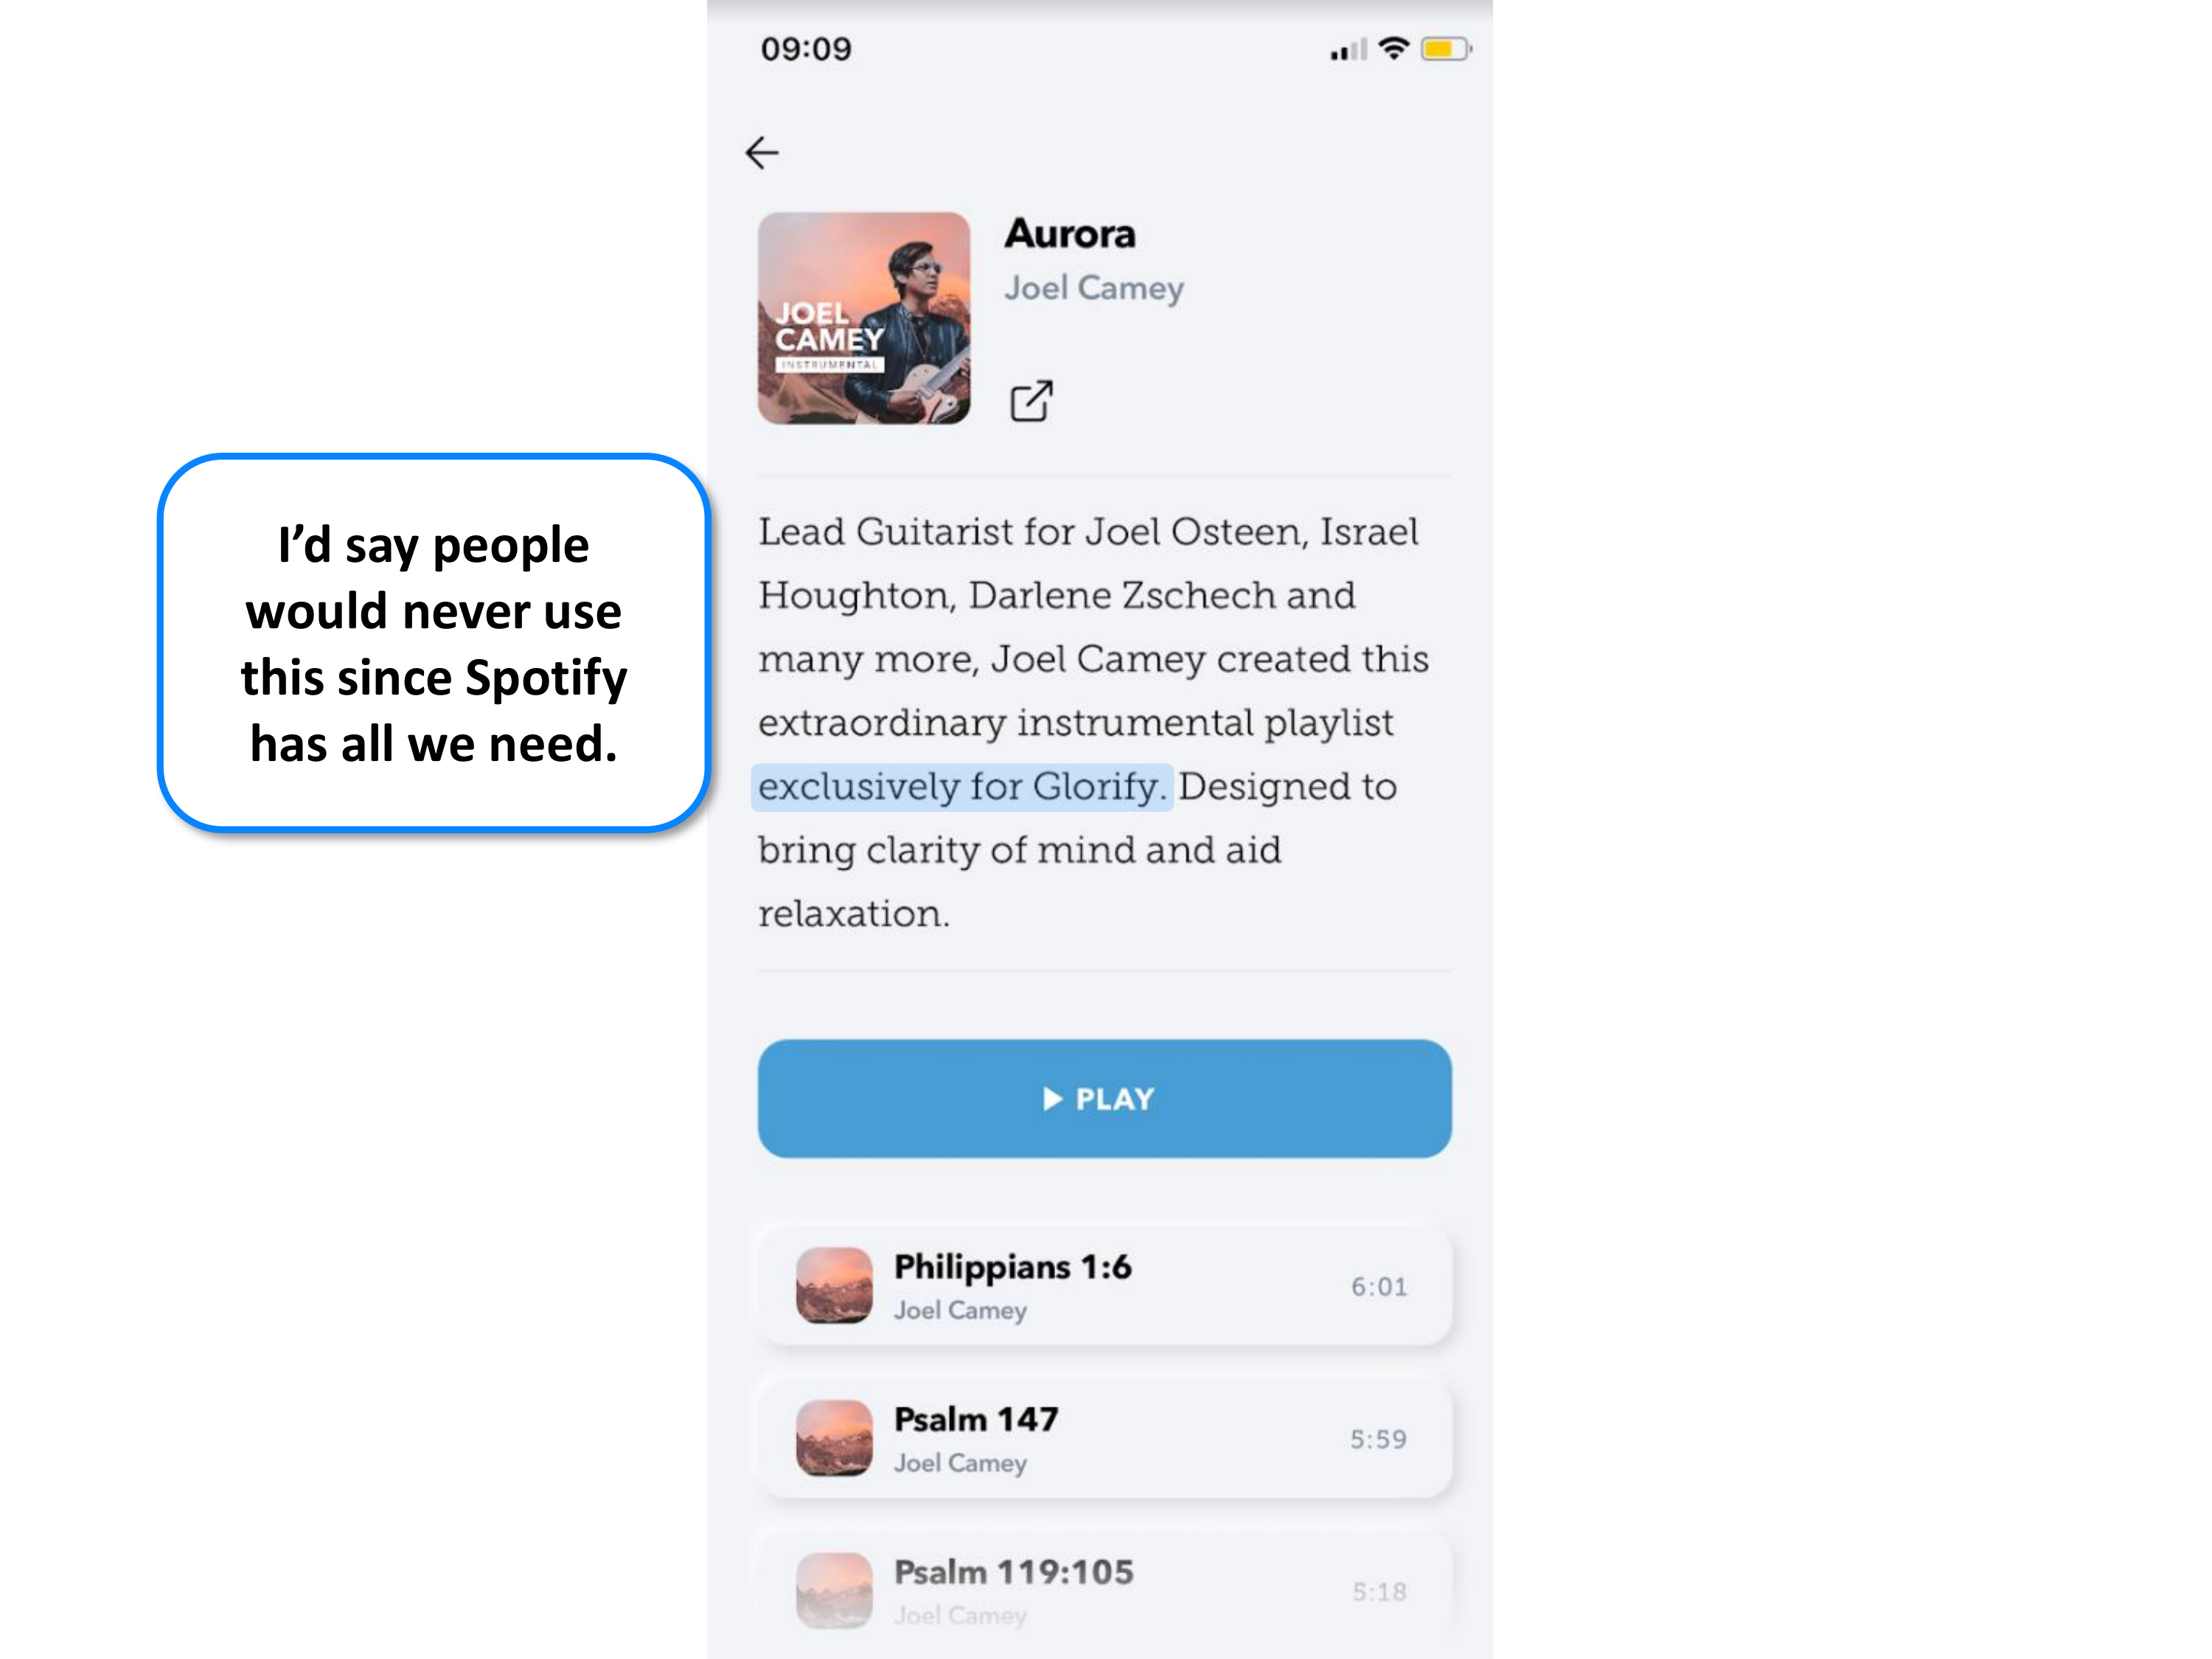 09:09
Aurora
Joel Camey
JOEL
CAMEY
INSTRUMENTAL
I’d say people
would never use
this since Spotify
has all we need.
Lead Guitarist for Joel Osteen, Israel
Houghton, Darlene Zschech and
many more, Joel Camey created this
extraordinary instrumental playlist
exclusively for Glorify. Designed to
bring clarity of mind and aid
relaxation.
PLAY
Philippians 1:6
Joel Camey
6:01
Psalm 147
Joel Camey
5:59
Psalm 119:105
Joel Camey
5:18